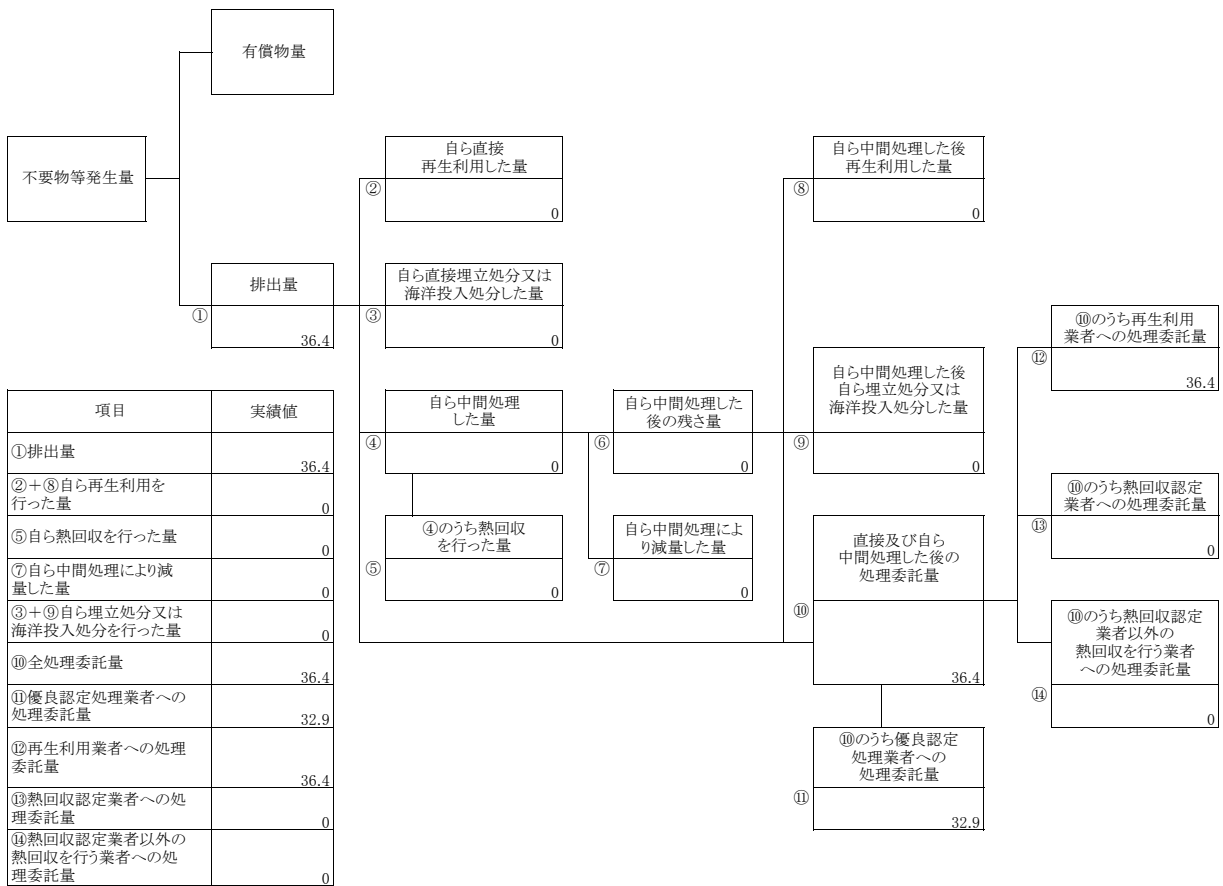 有償物量
不要物等発生量
自ら直接
再生利用した量
②
0
自ら中間処理した後
再生利用した量
⑧
0
排出量
①
36.4
自ら直接埋立処分又は
海洋投入処分した量
③
0
⑩のうち再生利用
業者への処理委託量
⑫
36.4
自ら中間処理
した量
④
0
自ら中間処理した
後の残さ量
⑥
0
自ら中間処理した後
自ら埋立処分又は
海洋投入処分した量
⑨
0
⑩のうち熱回収認定
業者への処理委託量
⑬
0
④のうち熱回収
を行った量
⑤
0
自ら中間処理によ
り減量した量
⑦
0
直接及び自ら
中間処理した後の
処理委託量
⑩
36.4
⑩のうち熱回収認定
業者以外の
熱回収を行う業者
への処理委託量
⑭
0
⑩のうち優良認定
処理業者への
処理委託量
⑪
32.9
項目 実績値
①排出量
36.4
②+⑧自ら再生利用を
行った量
0
⑤自ら熱回収を行った量
0
⑦自ら中間処理により減
量した量
0
③+⑨自ら埋立処分又は
海洋投入処分を行った量
0
⑩全処理委託量
36.4
⑪優良認定処理業者への
処理委託量
32.9
⑫再生利用業者への処理
委託量
36.4
⑬熱回収認定業者への処
理委託量
0
⑭熱回収認定業者以外の
熱回収を行う業者への処
理委託量
0